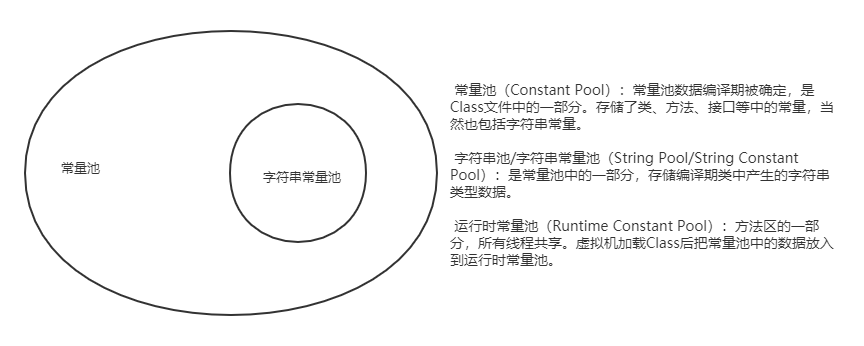 常量池
字符串常量池
常量池（Constant Pool）：常量池数据编译期被确定，是
Class文件中的一部分。存储了类、方法、接口等中的常量，当
然也包括字符串常量。
字符串池/字符串常量池（String Pool/String Constant
Pool）：是常量池中的一部分，存储编译期类中产生的字符串
类型数据。
运行时常量池（Runtime Constant Pool）：方法区的一部
分，所有线程共享。虚拟机加载Class后把常量池中的数据放入
到运行时常量池。